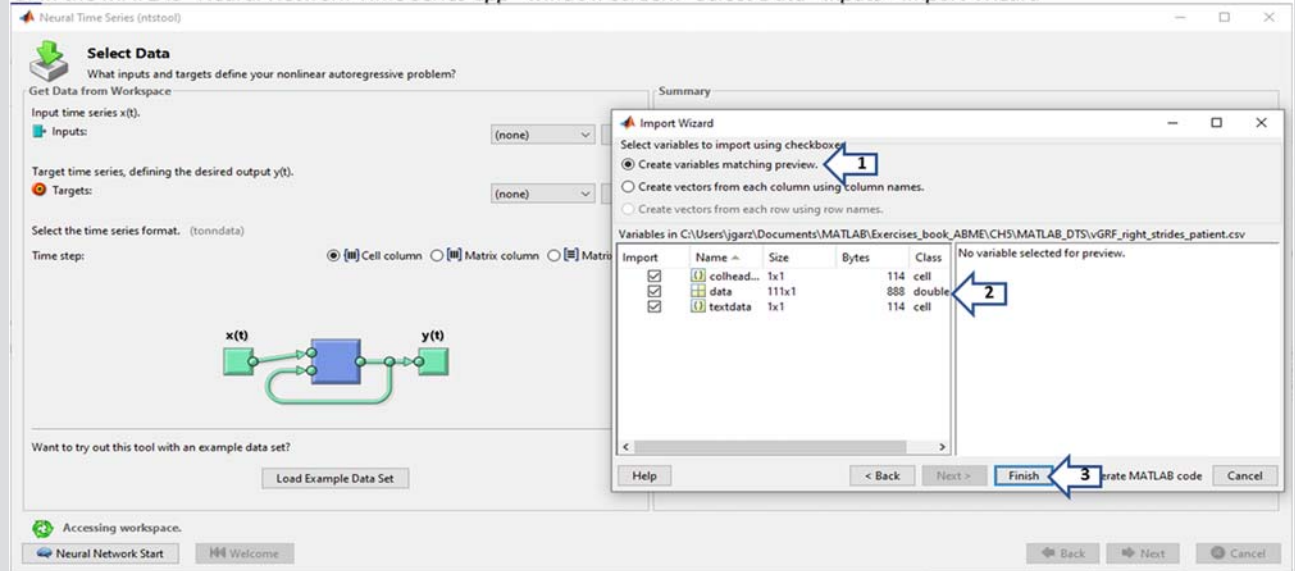 Neural Time Series (ntstool)
Select Data
What inputs and targets define your nonlinear autoregressive problem?
Get Data from Workspace
Input time series x(t).
Inputs:
(none)
Target time series, defining the desired output y(t).
Targets:
(none)
Select the time series format. (tonndata)
Time step:
Cell column
Matrix column
Matri
x(t)
y(t)
Want to try out this tool with an example data set?
Load Example Data Set
Accessing workspace.
Neural Network Start
Welcome
Back
Next
Cancel
Summary
Import Wizard
Select variables to import using checkboxes
Create variables matching preview.
1
Create vectors from each column using column names.
Create vectors from each row using row names.
Variables in C:\Users\jgarz\Documents\MATLAB\Exercises_book_ABME\CH5\MATLAB_DTS\vGRF_right_strides_patient.csv
Import Name Size Bytes Class
colhead... 1x1 114 cell
data 111x1 888 double
textdata 1x1 114 cell
2
No variable selected for preview.
Help
< Back
Next >
Finish
3
erate MATLAB code
Cancel